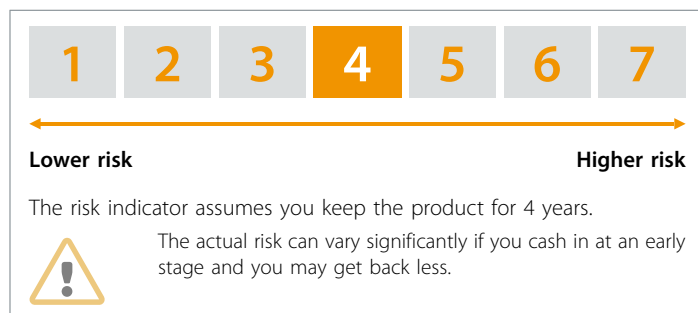 1 2 3 4 5 6 7
Lower risk Higher risk
The risk indicator assumes you keep the product for 4 years.
The actual risk can vary significantly if you cash in at an early
stage and you may get back less.